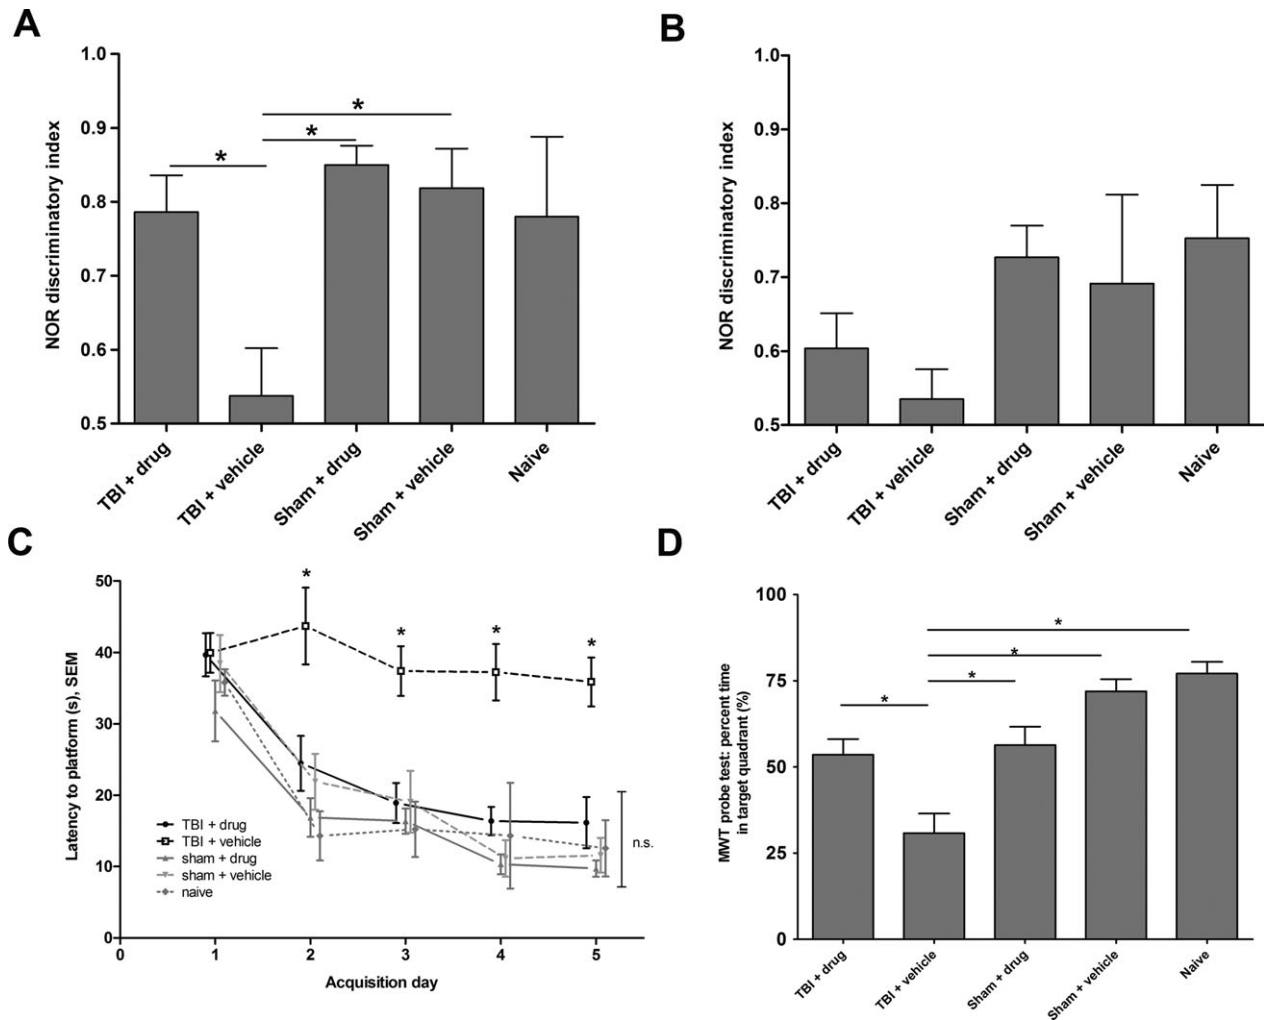 A
NOR discriminatory index
1.0
0.9
0.8
0.7
0.6
0.5
*
*
*
TBI + drug
TBI + vehicle
Sham + drug
Sham + vehicle
Naive
B
NOR discriminatory index
1.0
0.9
0.8
0.7
0.6
0.5
TBI + drug
TBI + vehicle
Sham + drug
Sham + vehicle
Naive
C
Latency to platform (s), SEM
50
40
30
20
10
0
*
*
*
*
TBI + drug
TBI + vehicle
sham + drug
sham + vehicle
naive
n.s.
0
1
2
3
4
5
Acquisition day
D
MWT probe test: percent time
in target quadrant (%)
100
75
50
25
0
*
*
*
*
TBI + drug
TBI + vehicle
Sham + drug
Sham + vehicle
Naive